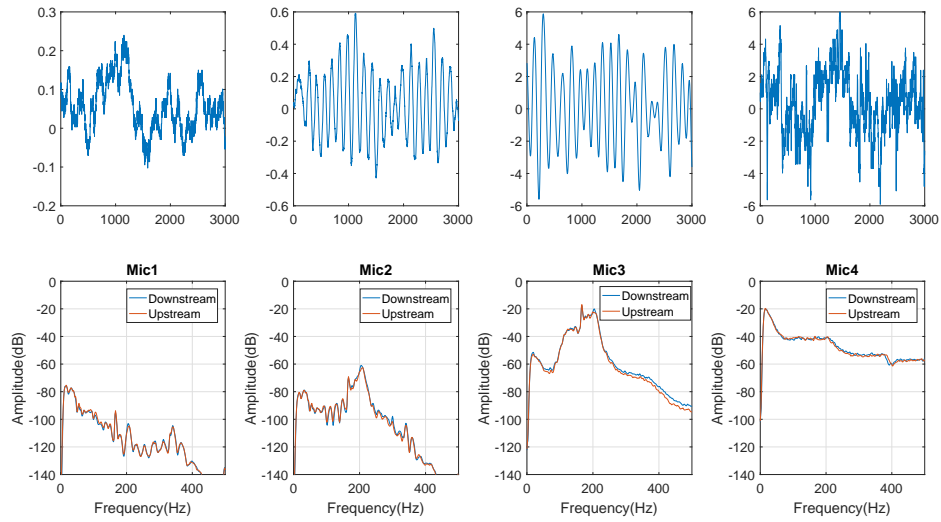 0.3
0.2
0.1
0
-0.1
-0.2
0 1000 2000 3000
0.6
0.4
0.2
0
-0.2
-0.4
-0.6
0 1000 2000 3000
6
4
2
0
-2
-4
-6
0 1000 2000 3000
6
4
2
0
-2
-4
-6
0 1000 2000 3000
Mic1
Amplitude(dB)
0
-20
-40
-60
-80
-100
-120
-140
Downstream
Upstream
0 200 400
Frequency(Hz)
Mic2
Amplitude(dB)
0
-20
-40
-60
-80
-100
-120
-140
Downstream
Upstream
0 200 400
Frequency(Hz)
Mic3
Amplitude(dB)
0
-20
-40
-60
-80
-100
-120
-140
Downstream
Upstream
0 200 400
Frequency(Hz)
Mic4
Amplitude(dB)
0
-20
-40
-60
-80
-100
-120
-140
Downstream
Upstream
0 200 400
Frequency(Hz)